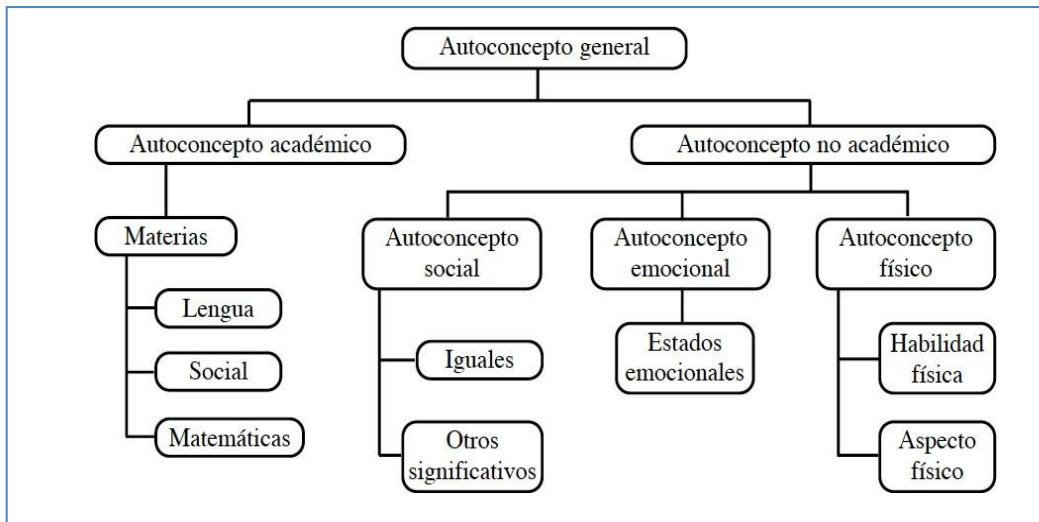 Autoconcepto general
Autoconcepto académico
Autoconcepto no académico
Materias
Lengua
Social
Matemáticas
Autoconcepto
social
Iguales
Otros
significativos
Autoconcepto
emocional
Estados
emocionales
Autoconcepto
físico
Habilidad
física
Aspecto
físico